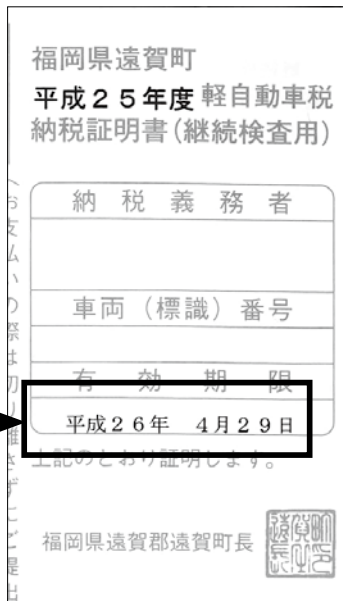 福岡県遠賀町
平成２５年度 軽自動車税
納税証明書(継続検査用)
納税義務者
車両（標識）番号
有効期限
平成２６年　４月２９日
上記のとおり証明します。
福岡県遠賀郡遠賀町長